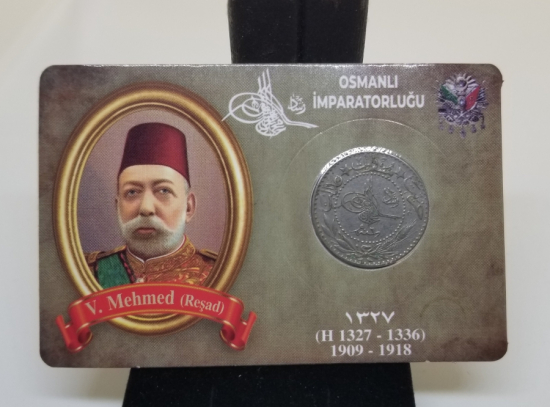 OSMANLI
İMPARATORLUĞU
V. Mehmed (Reşad)
١٣٢٧
(H 1327 - 1336)
1909 - 1918